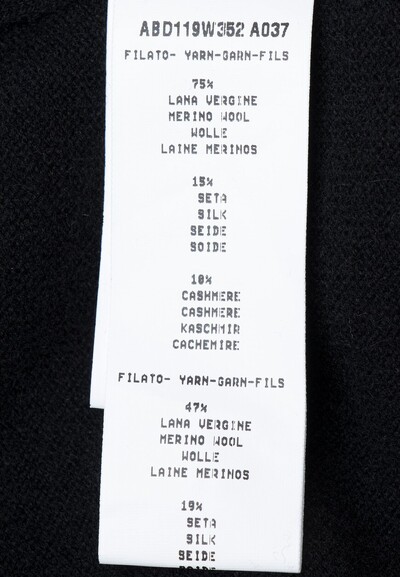 ABD119W352 A037
FILATO- YARN-GARN-FILS
75%
LANA VERGINE
MERINO WOOL
WOLLE
LAINE MERINOS
15%
SETA
SILK
SEIDE
SOIDE
10%
CASHMERE
CASHMERE
KASCHMIR
CACHEMIRE
FILATO- YARN-GARN-FILS
47%
LANA VERGINE
MERINO WOOL
WOLLE
LAINE MERINOS
19%
SETA
SILK
SEIDE